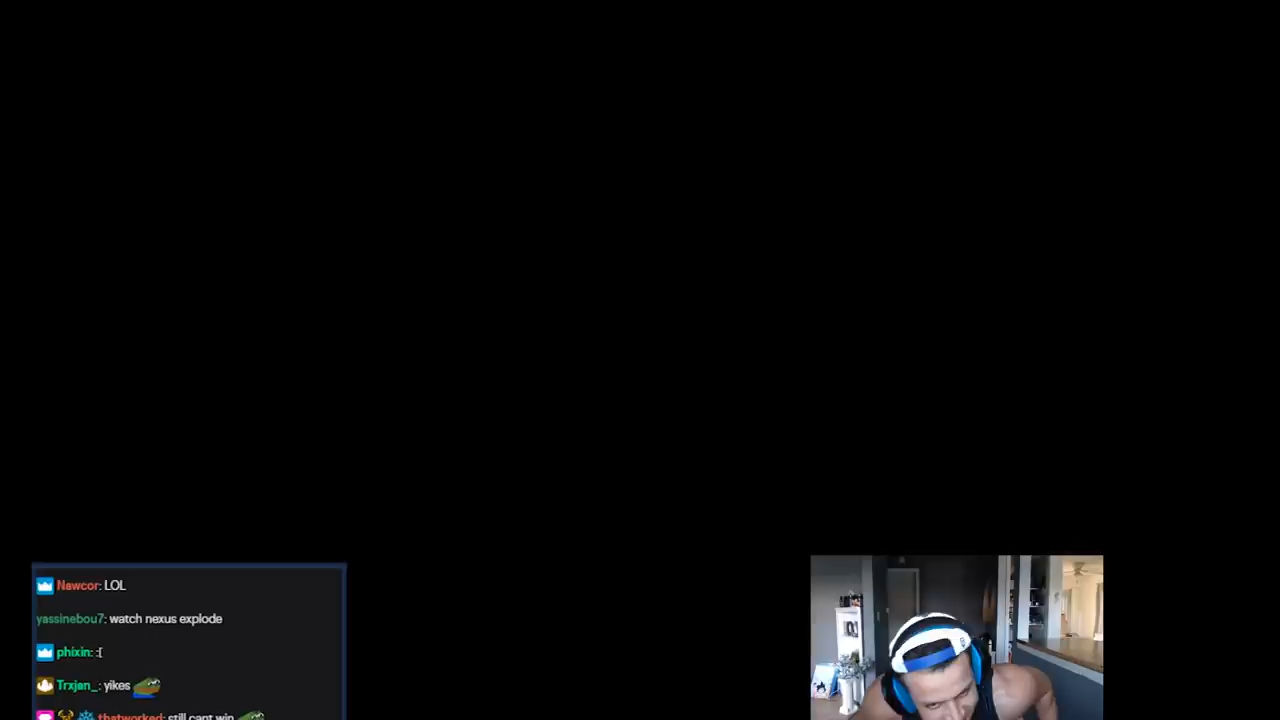 Nawcor: LOL
yassinebou7: watch nexus explode
phixin: :[
Trxjan_: yikes
thatworked: still cant win